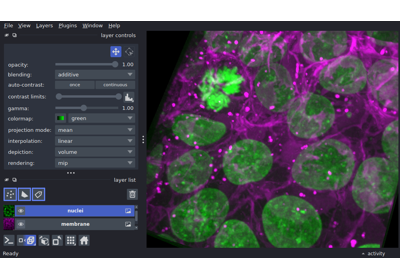 File View Layers Plugins Window Help
layer controls
opacity: 1.00
blending: additive
auto-contrast: once continuous
contrast limits:
gamma: 1.00
colormap: green
projection mode: mean
interpolation: linear
depiction: volume
rendering: mip
layer list
nuclei
membrane
activity